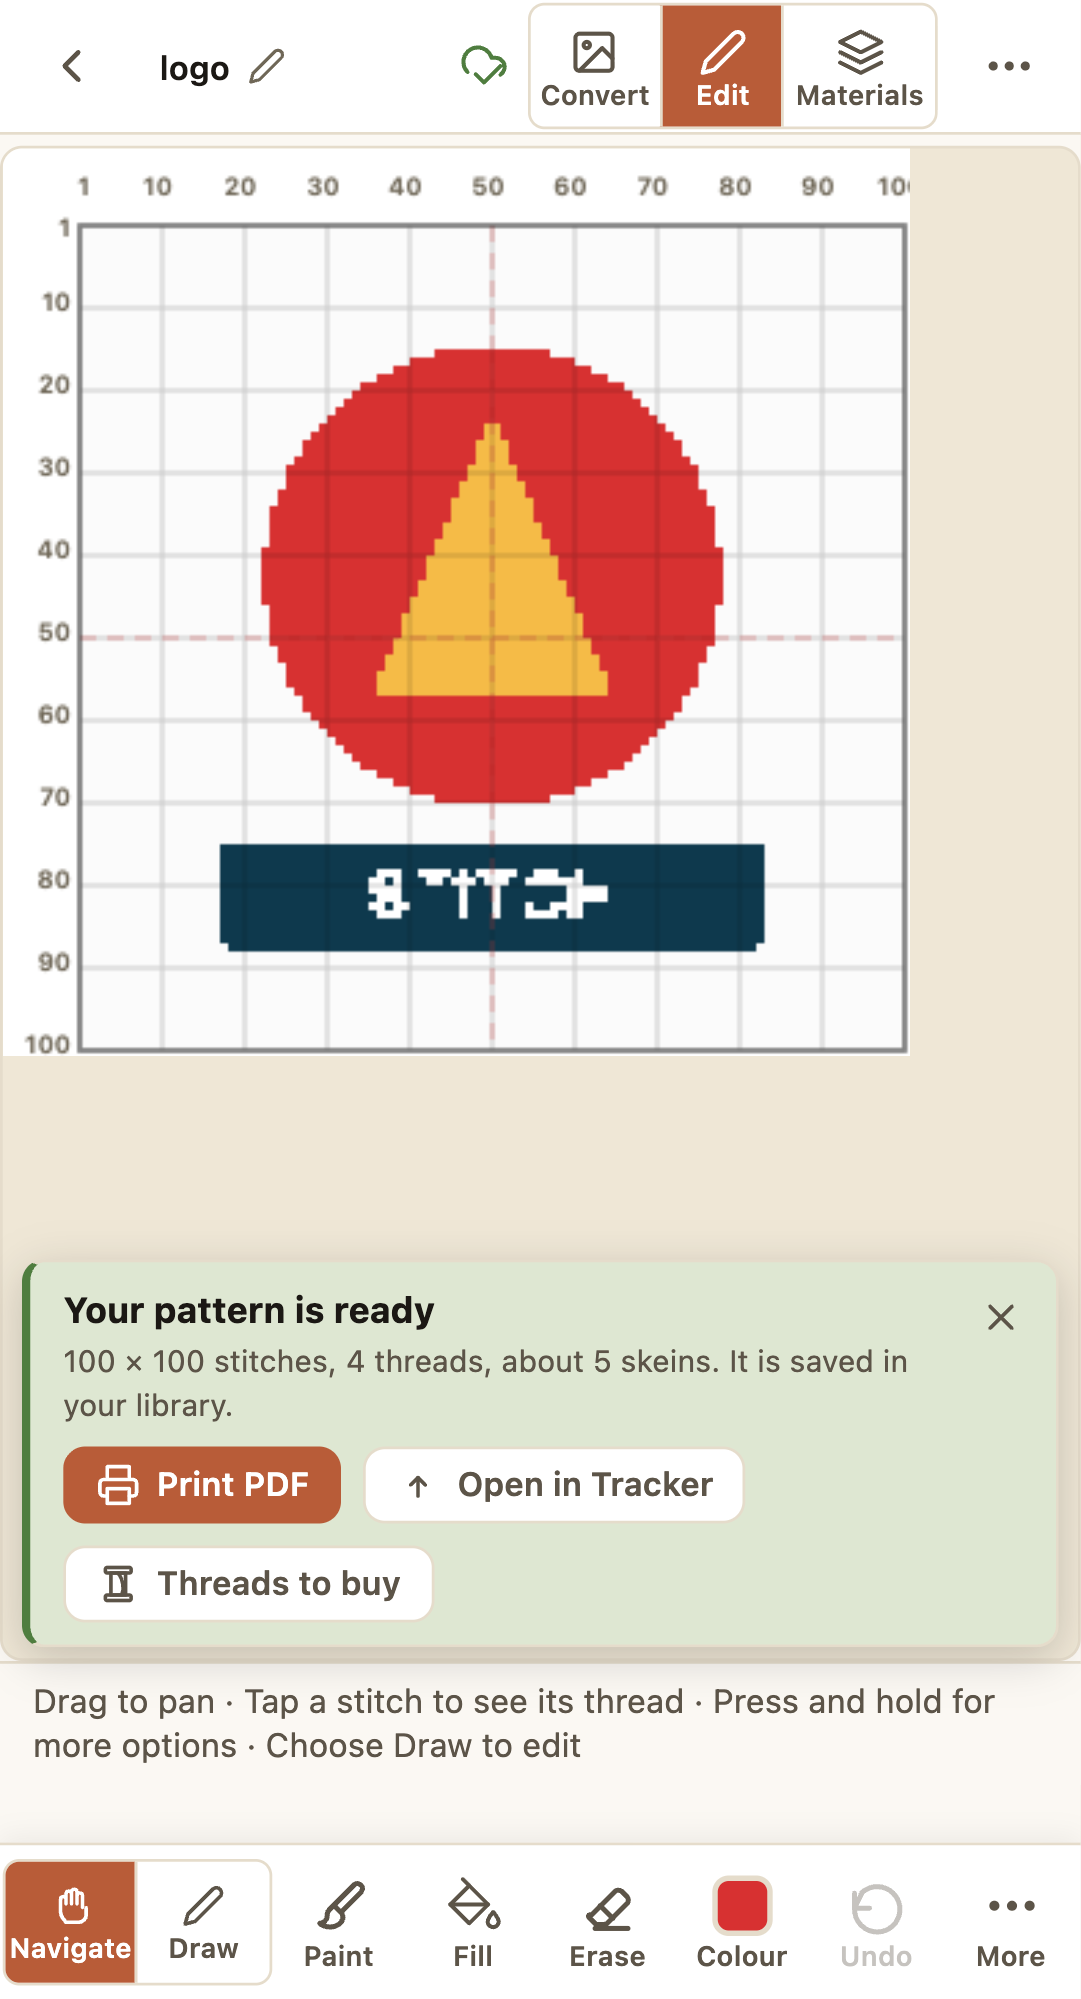 logo
Convert
Edit
Materials
1 10 20 30 40 50 60 70 80 90
1
10
20
30
40
50
60
70
80
90
100
Your pattern is ready
100 × 100 stitches, 4 threads, about 5 skeins. It is saved in
your library.
Print PDF
Open in Tracker
Threads to buy
Drag to pan · Tap a stitch to see its thread · Press and hold for
more options · Choose Draw to edit
Navigate
Draw
Paint
Fill
Erase
Colour
Undo
More